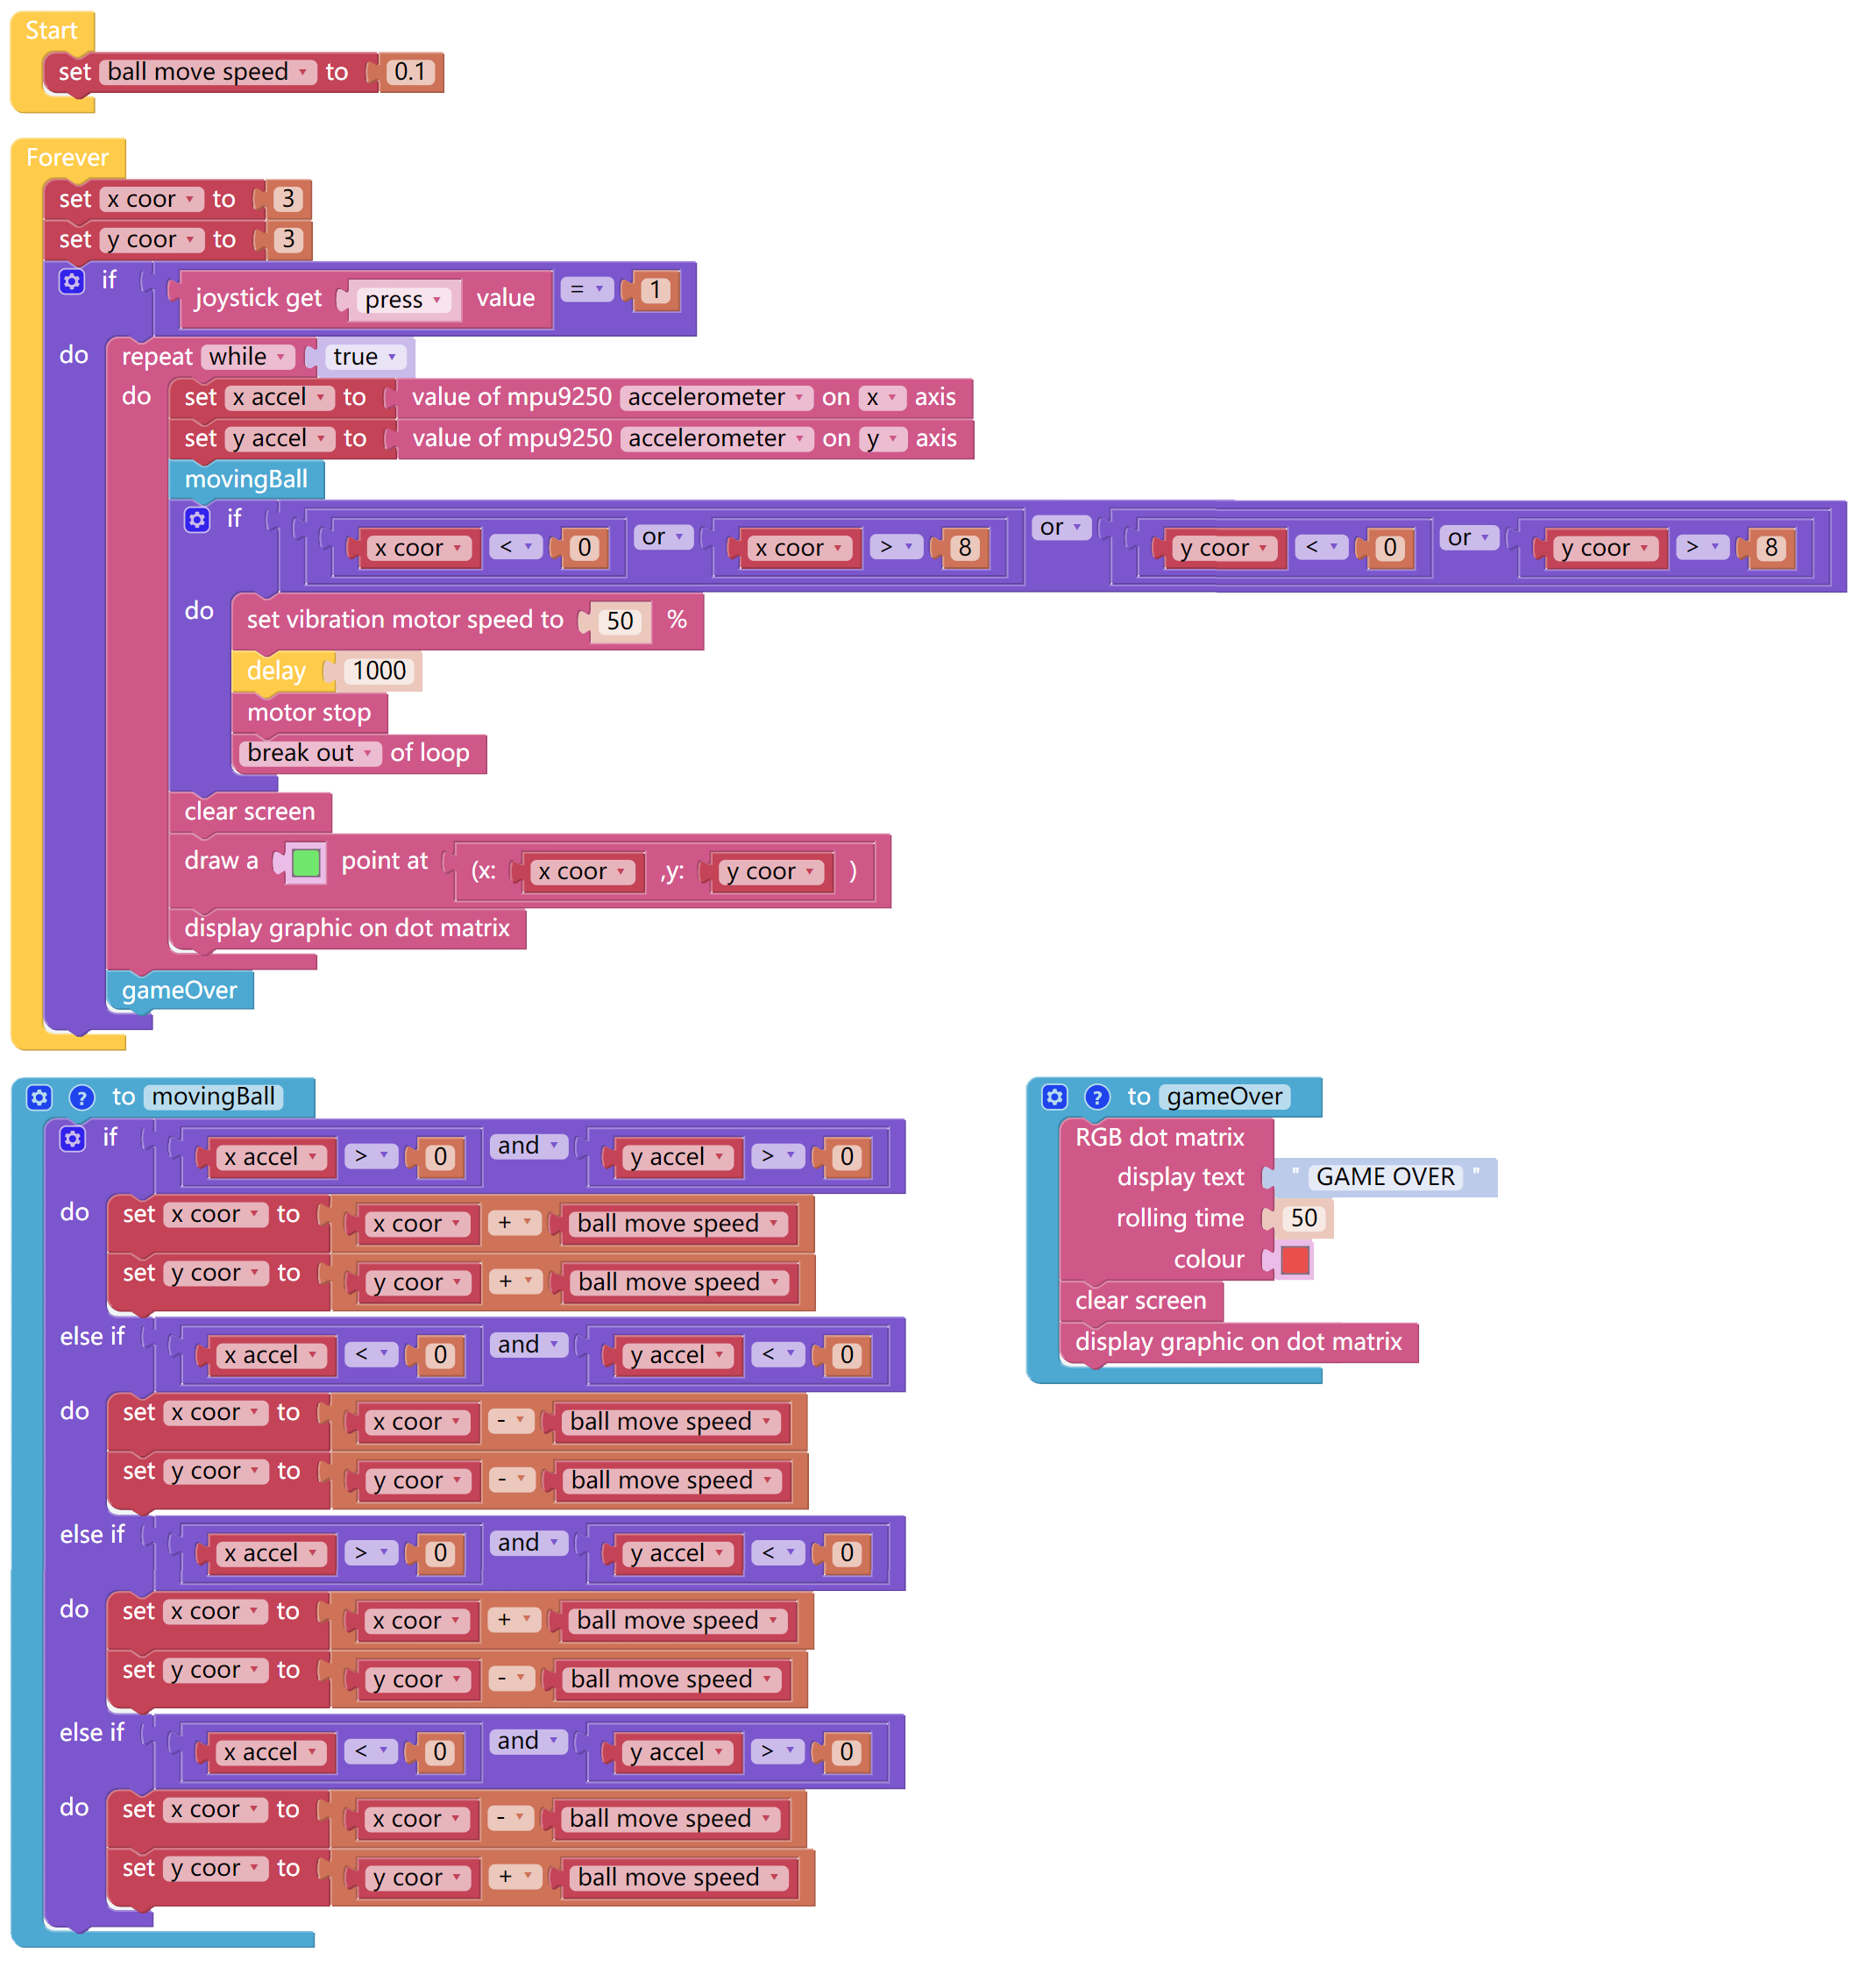 Start
set ball move speed to 0.1
Forever
set x coor to 3
set y coor to 3
if joystick get press value = 1
do repeat while true
do set x accel to value of mpu9250 accelerometer on x axis
set y accel to value of mpu9250 accelerometer on y axis
movingBall
if x coor < 0 or x coor > 8 or y coor < 0 or y coor > 8
do set vibration motor speed to 50 %
delay 1000
motor stop
break out of loop
clear screen
draw a point at (x: x coor ,y: y coor )
display graphic on dot matrix
gameOver
? to movingBall
if x accel > 0 and y accel > 0
do set x coor to x coor + ball move speed
set y coor to y coor + ball move speed
else if x accel < 0 and y accel < 0
do set x coor to x coor - ball move speed
set y coor to y coor - ball move speed
else if x accel > 0 and y accel < 0
do set x coor to x coor + ball move speed
set y coor to y coor - ball move speed
else if x accel < 0 and y accel > 0
do set x coor to x coor - ball move speed
set y coor to y coor + ball move speed
? to gameOver
RGB dot matrix
display text " GAME OVER "
rolling time 50
colour
clear screen
display graphic on dot matrix